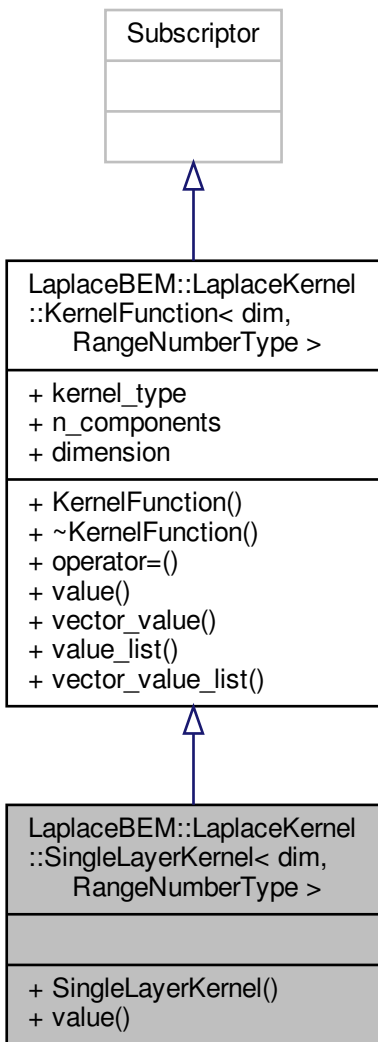 Subscriptor
LaplaceBEM::LaplaceKernel
::KernelFunction< dim,
RangeNumberType >
+ kernel_type
+ n_components
+ dimension
+ KernelFunction()
+ ~KernelFunction()
+ operator=()
+ value()
+ vector_value()
+ value_list()
+ vector_value_list()
LaplaceBEM::LaplaceKernel
::SingleLayerKernel< dim,
RangeNumberType >
+ SingleLayerKernel()
+ value()